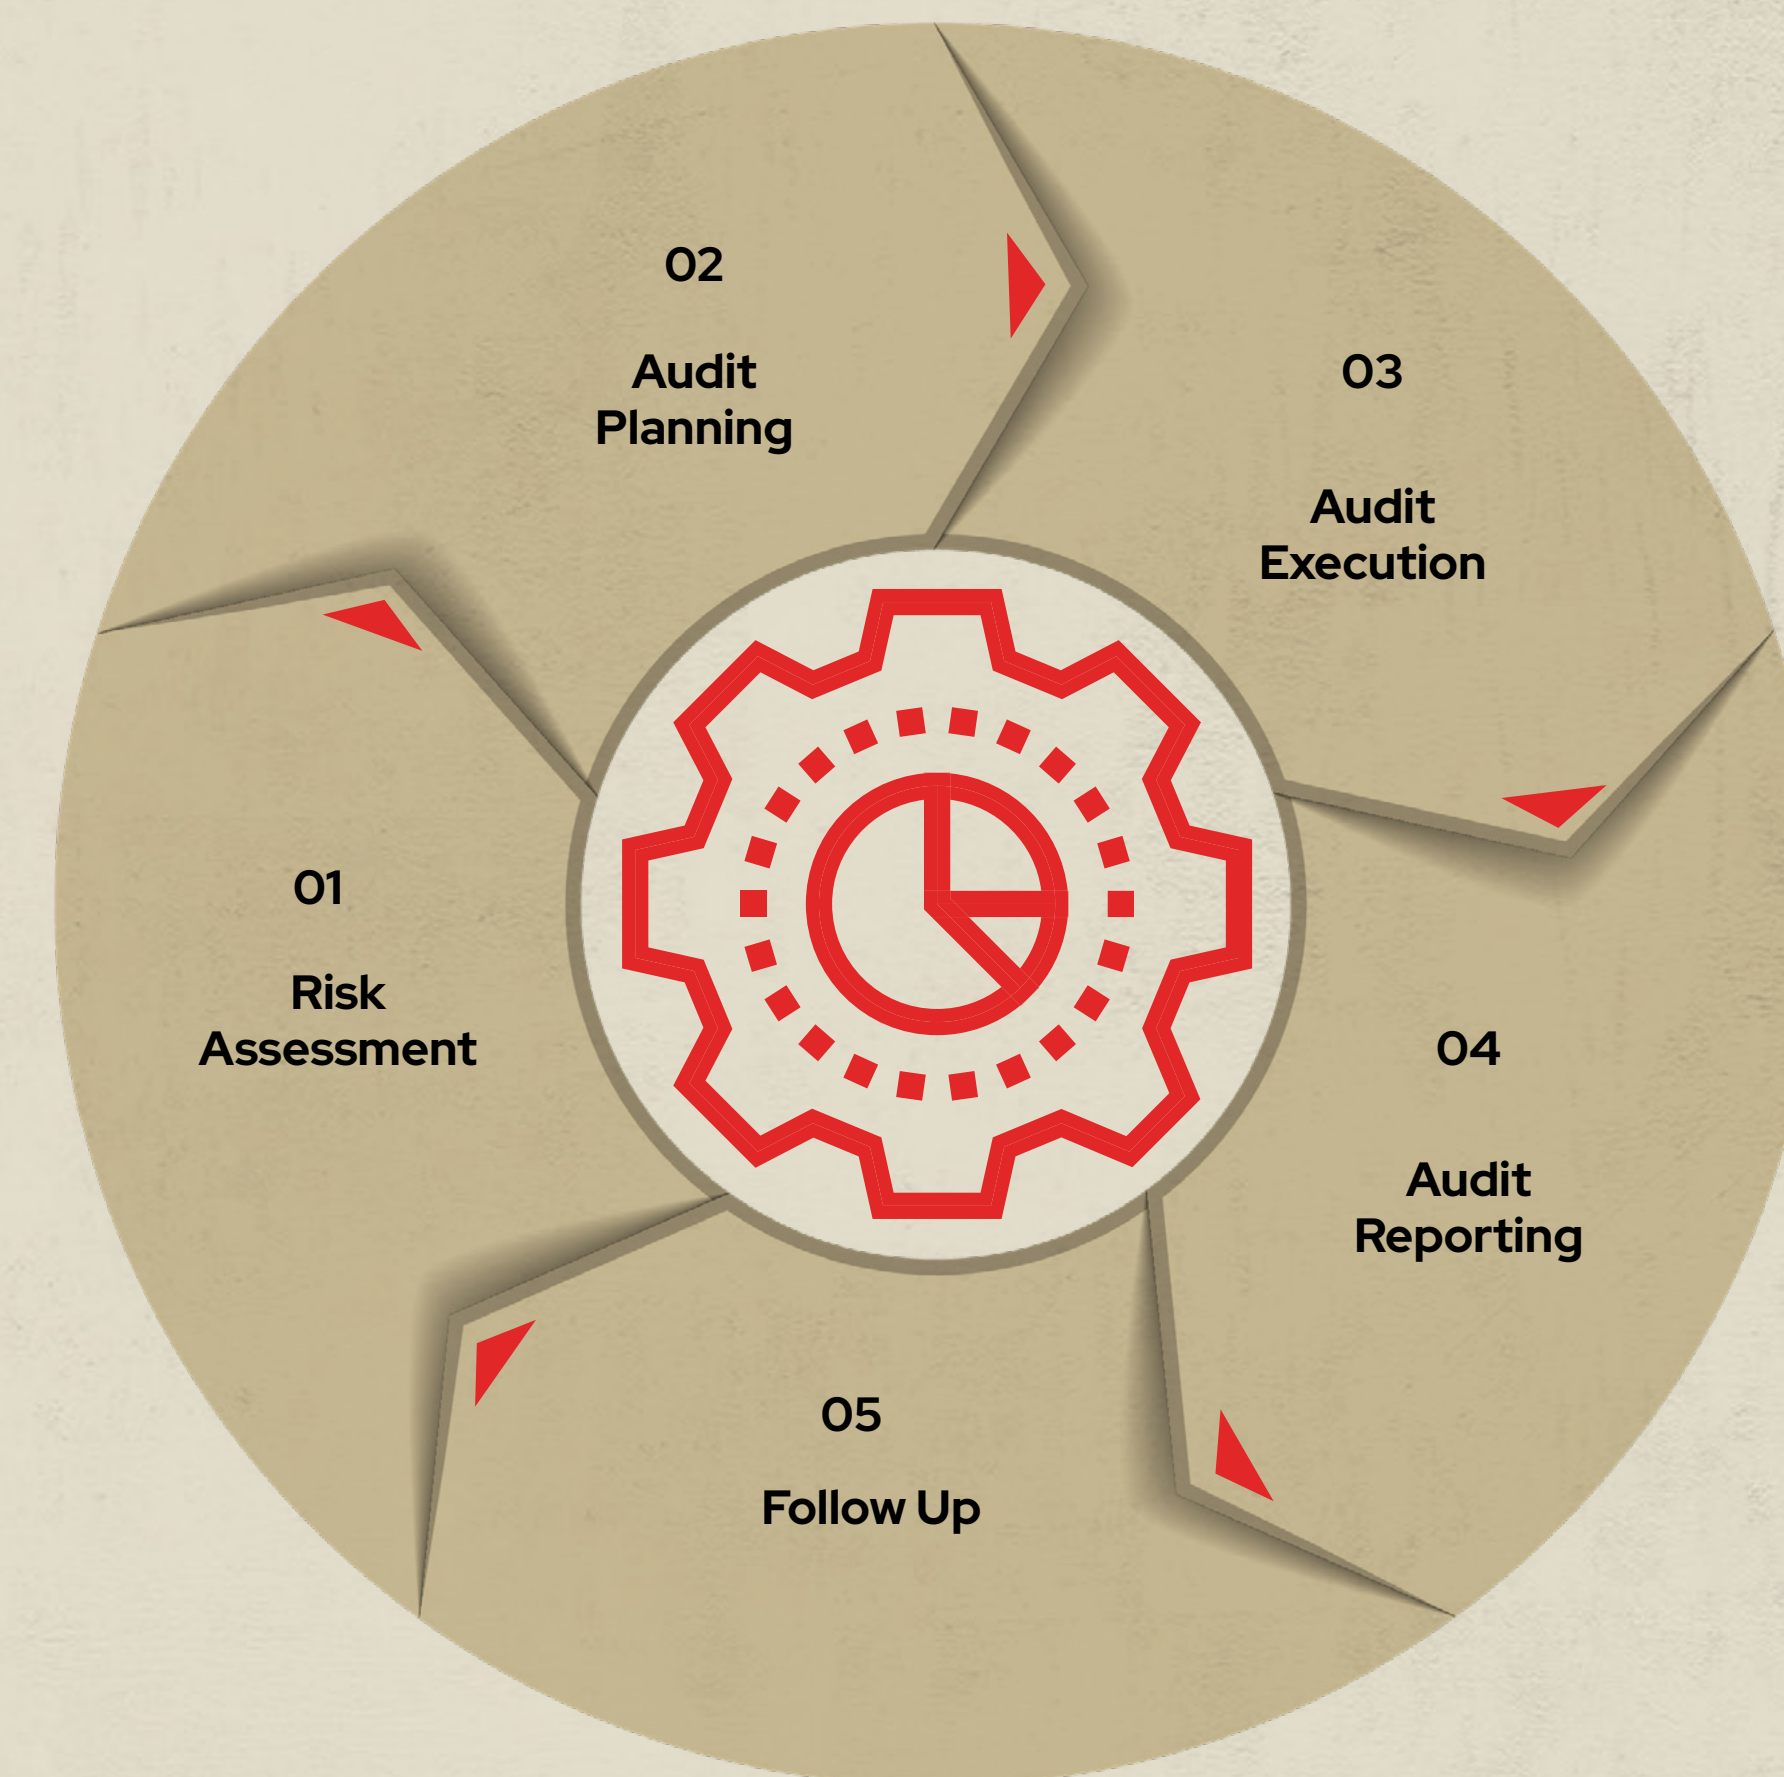 01
Risk
Assessment
02
Audit
Planning
03
Audit
Execution
04
Audit
Reporting
05
Follow Up